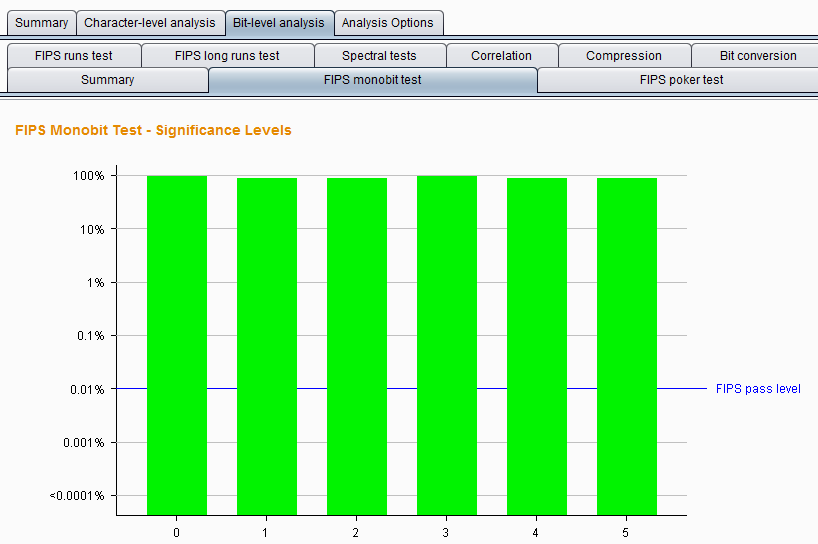 Summary Character-level analysis Bit-level analysis Analysis Options
FIPS runs test FIPS long runs test Spectral tests Correlation Compression Bit conversion
Summary FIPS monobit test FIPS poker test
FIPS Monobit Test - Significance Levels
100%
10%
1%
0.1%
0.01% FIPS pass level
0.001%
<0.0001%
0 1 2 3 4 5